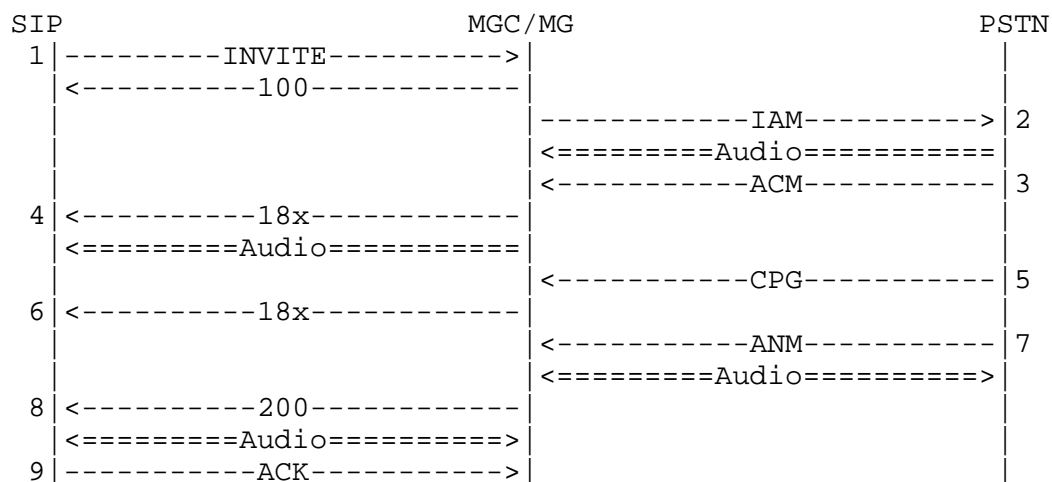 SIP                       MGC/MG                          PSTN
 1|---------INVITE---------->|                              |
  |<----------100------------|                              |
  |                          |------------IAM---------->|2
  |                          |<=========Audio===========|
  |                          |<-----------ACM-----------|3
 4|<----------18x------------|                          |
  |<=========Audio===========|                          |
  |                          |<-----------CPG-----------|5
 6|<----------18x------------|                          |
  |                          |<-----------ANM-----------|7
  |                          |<=========Audio==========>|
 8|<----------200------------|                          |
  |<=========Audio==========>|                          |
 9|-----------ACK----------->|                          |